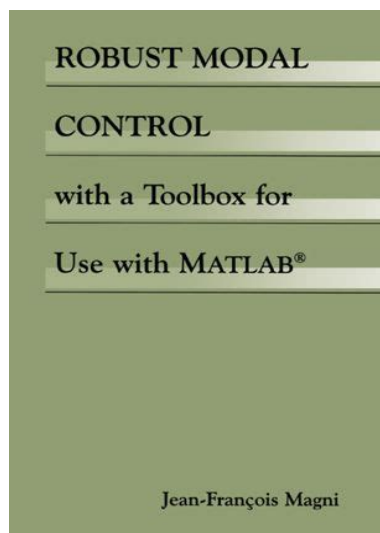 ROBUST MODAL
CONTROL
with a Toolbox for
Use with MATLAB®
Jean-François Magni